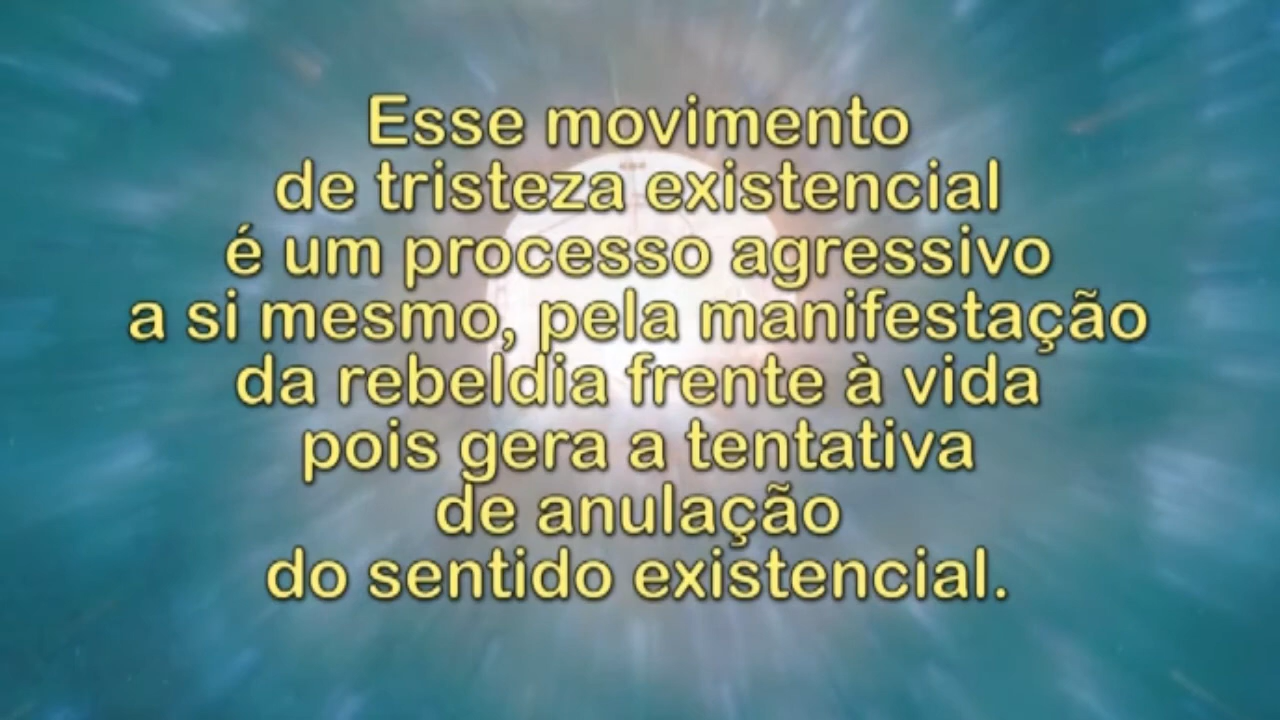 Esse movimento
de tristeza existencial
é um processo agressivo
a si mesmo, pela manifestação
da rebeldia frente à vida
pois gera a tentativa
de anulação
do sentido existencial.